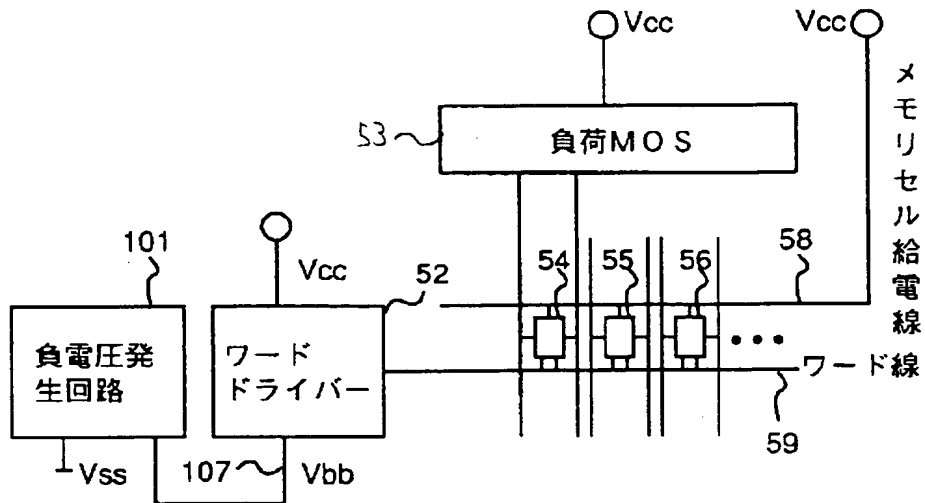 Vcc
Vcc
メモリセル給電線
53
負荷MOS
101
Vcc
52
54
55
56
58
負電圧発
生回路
ワード
ドライバー
ワード線
59
Vss
107
Vbb